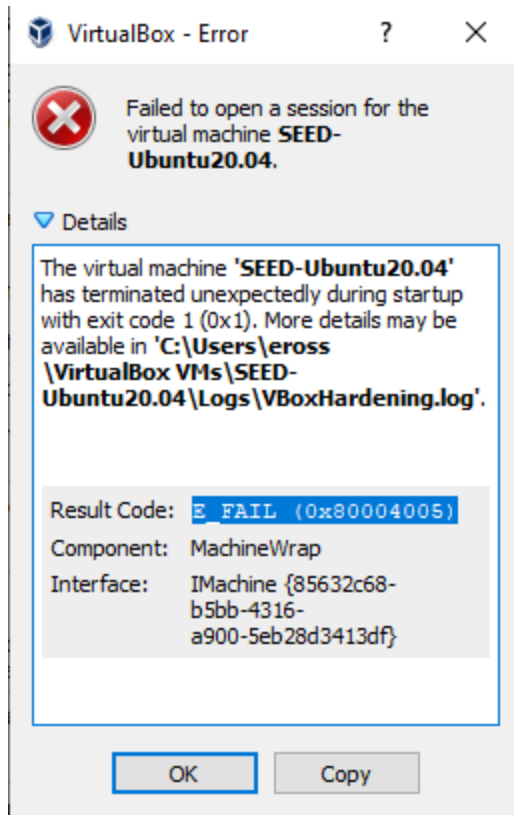 VirtualBox - Error
Failed to open a session for the
virtual machine SEED-
Ubuntu20.04.
Details
The virtual machine 'SEED-Ubuntu20.04'
has terminated unexpectedly during startup
with exit code 1 (0x1). More details may be
available in 'C:\Users\eross
\VirtualBox VMs\SEED-
Ubuntu20.04\Logs\VBoxHardening.log'.
Result Code: E_FAIL (0x80004005)
Component: MachineWrap
Interface: IMachine {85632c68-
b5bb-4316-
a900-5eb28d3413df}
OK Copy